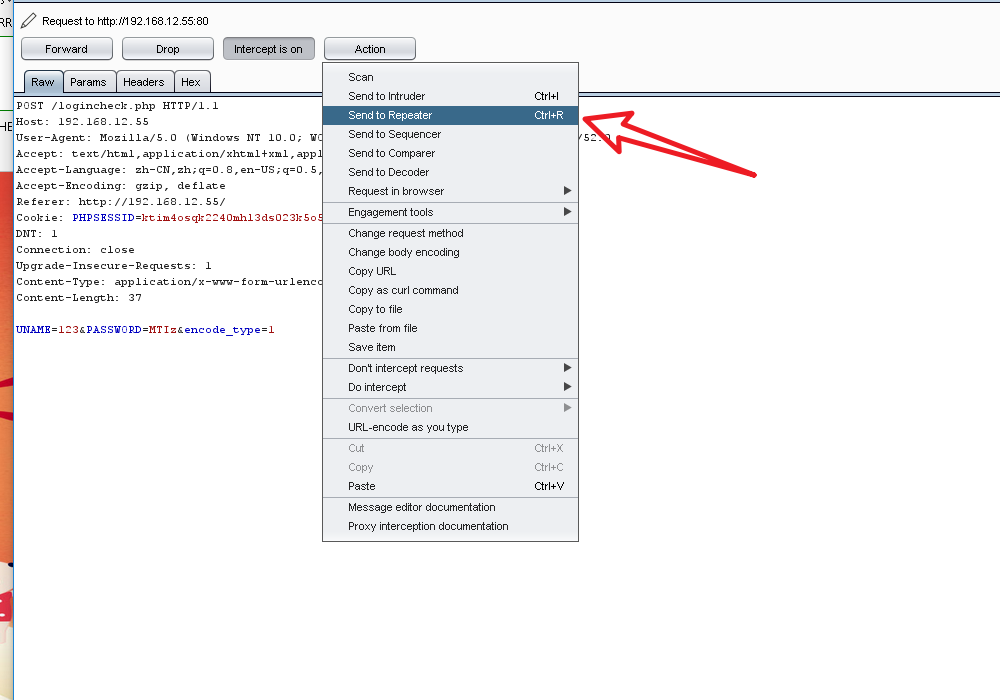 Request to http://192.168.12.55:80
Forward Drop Intercept is on Action
Raw Params Headers Hex
POST /logincheck.php HTTP/1.1
Host: 192.168.12.55
User-Agent: Mozilla/5.0 (Windows NT 10.0;
Accept: text/html,application/xhtml+xml,appl
Accept-Language: zh-CN,zh;q=0.8,en-US;q=0.5,
Accept-Encoding: gzip, deflate
Referer: http://192.168.12.55/
Cookie: PHPSESSID=ktim4osqk2240mhl3ds023k5o5
DNT: 1
Connection: close
Upgrade-Insecure-Requests: 1
Content-Type: application/x-www-form-urlenco
Content-Length: 37
UNAME=123&PASSWORD=MTIz&encode_type=1
Scan
Send to Intruder Ctrl+I
Send to Repeater Ctrl+R
Send to Sequencer
Send to Comparer
Send to Decoder
Request in browser
Engagement tools
Change request method
Change body encoding
Copy URL
Copy as curl command
Copy to file
Paste from file
Save item
Don't intercept requests
Do intercept
Convert selection
URL-encode as you type
Cut Ctrl+X
Copy Ctrl+C
Paste Ctrl+V
Message editor documentation
Proxy interception documentation